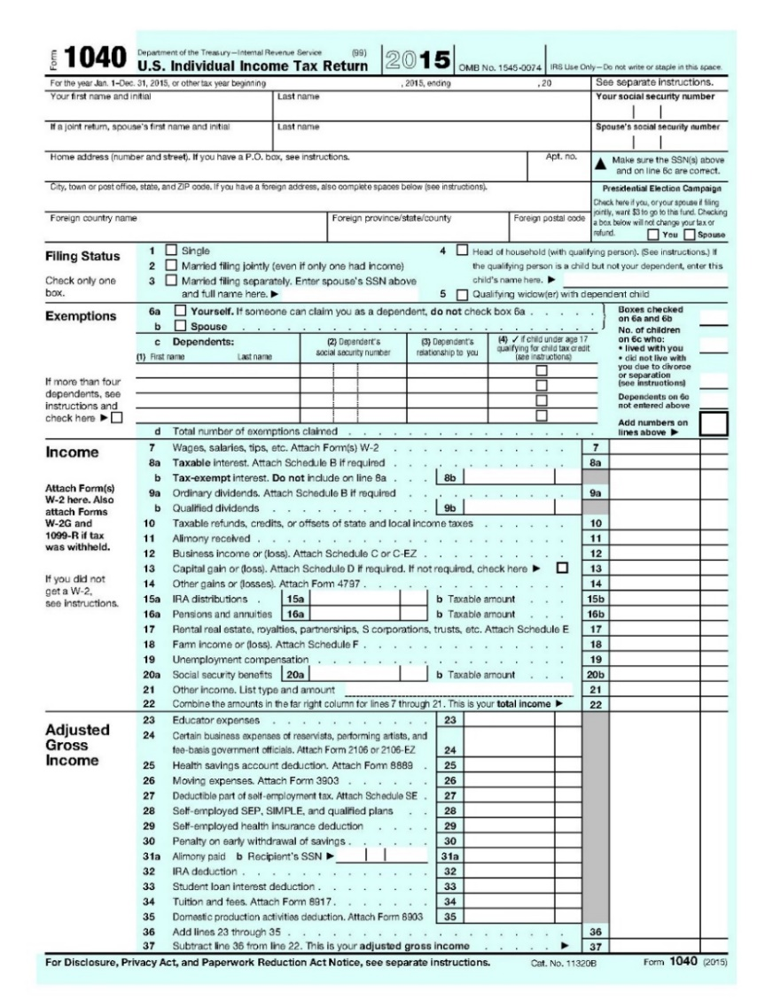 Form 1040 Department of the Treasury—Internal Revenue Service (99)
U.S. Individual Income Tax Return 2015 OMB No. 1545-0074 IRS Use Only—Do not write or staple in this space.
For the year Jan. 1–Dec. 31, 2015, or other tax year beginning , 2015, ending , 20 See separate instructions.
Your first name and initial Last name Your social security number
If a joint return, spouse's first name and initial Last name Spouse's social security number
Home address (number and street). If you have a P.O. box, see instructions. Apt. no.
▲ Make sure the SSN(s) above
and on line 6c are correct.
City, town or post office, state, and ZIP code. If you have a foreign address, also complete spaces below (see instructions).
Presidential Election Campaign
Check here if you, or your spouse if filing
jointly, want $3 to go to this fund. Checking
a box below will not change your tax or
refund. You Spouse
Foreign country name Foreign province/state/county Foreign postal code
Filing Status
Check only one
box.
1 Single
2 Married filing jointly (even if only one had income)
3 Married filing separately. Enter spouse's SSN above
and full name here. ▶
4 Head of household (with qualifying person). (See instructions.) If
the qualifying person is a child but not your dependent, enter this
child's name here. ▶
5 Qualifying widow(er) with dependent child
Exemptions
6a Yourself. If someone can claim you as a dependent, do not check box 6a . . . . .
b Spouse . . . . . . . . . . . . . . . . . . . .
c Dependents:
(1) First name Last name
(2) Dependent's
social security number
(3) Dependent's
relationship to you
(4) ✓ if child under age 17
qualifying for child tax credit
(see instructions)
If more than four
dependents, see
instructions and
check here ▶
d Total number of exemptions claimed . . . . . . . . . . . . . . . .
Boxes checked
on 6a and 6b
No. of children
on 6c who:
• lived with you
• did not live with
you due to divorce
or separation
(see instructions)
Dependents on 6c
not entered above
Add numbers on
lines above ▶
Income
Attach Form(s)
W-2 here. Also
attach Forms
W-2G and
1099-R if tax
was withheld.
If you did not
get a W-2,
see instructions.
7 Wages, salaries, tips, etc. Attach Form(s) W-2 . . . . . . . . . . . . 7
8a Taxable interest. Attach Schedule B if required . . . . . . . . . . . . 8a
b Tax-exempt interest. Do not include on line 8a . . . 8b
9a Ordinary dividends. Attach Schedule B if required . . . . . . . . . . . 9a
b Qualified dividends . . . . . . . . . . . 9b
10 Taxable refunds, credits, or offsets of state and local income taxes . . . . . . 10
11 Alimony received . . . . . . . . . . . . . . . . . . . . . 11
12 Business income or (loss). Attach Schedule C or C-EZ . . . . . . . . . . 12
13 Capital gain or (loss). Attach Schedule D if required. If not required, check here ▶ 13
14 Other gains or (losses). Attach Form 4797 . . . . . . . . . . . . . . 14
15a IRA distributions . 15a b Taxable amount . . . 15b
16a Pensions and annuities 16a b Taxable amount . . . 16b
17 Rental real estate, royalties, partnerships, S corporations, trusts, etc. Attach Schedule E 17
18 Farm income or (loss). Attach Schedule F . . . . . . . . . . . . . . 18
19 Unemployment compensation . . . . . . . . . . . . . . . . . 19
20a Social security benefits 20a b Taxable amount . . . 20b
21 Other income. List type and amount 21
22 Combine the amounts in the far right column for lines 7 through 21. This is your total income ▶ 22
Adjusted
Gross
Income
23 Educator expenses . . . . . . . . . . . 23
24 Certain business expenses of reservists, performing artists, and
fee-basis government officials. Attach Form 2106 or 2106-EZ 24
25 Health savings account deduction. Attach Form 8889 . 25
26 Moving expenses. Attach Form 3903 . . . . . . 26
27 Deductible part of self-employment tax. Attach Schedule SE . 27
28 Self-employed SEP, SIMPLE, and qualified plans . . 28
29 Self-employed health insurance deduction . . . . 29
30 Penalty on early withdrawal of savings . . . . . . 30
31a Alimony paid b Recipient's SSN ▶ 31a
32 IRA deduction . . . . . . . . . . . . . 32
33 Student loan interest deduction . . . . . . . . 33
34 Tuition and fees. Attach Form 8917 . . . . . . . 34
35 Domestic production activities deduction. Attach Form 8903 35
36 Add lines 23 through 35 . . . . . . . . . . . . . . . . . . . 36
37 Subtract line 36 from line 22. This is your adjusted gross income . . . . . ▶ 37
For Disclosure, Privacy Act, and Paperwork Reduction Act Notice, see separate instructions. Cat. No. 11320B Form 1040 (2015)